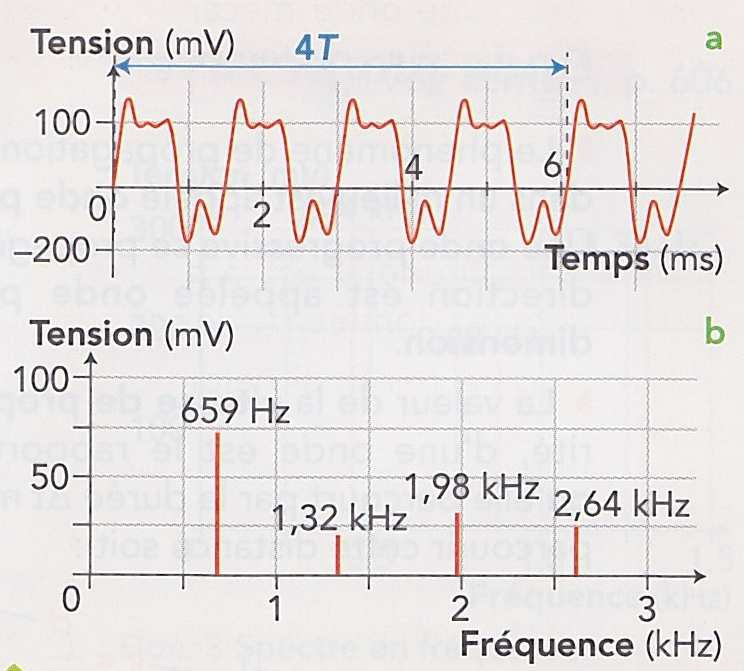 Tension (mV)
4T
a
100
4
6
0
2
–200
Temps (ms)
Tension (mV)
b
100
659 Hz
50
1,98 kHz
2,64 kHz
1,32 kHz
0
1
2
3
Fréquence (kHz)